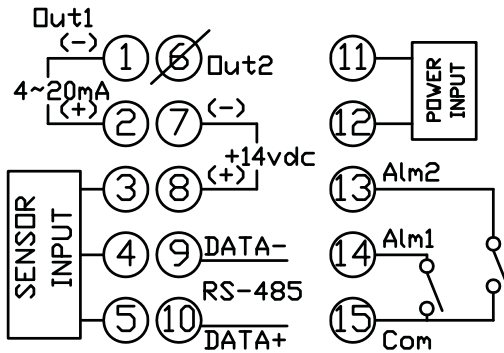 Out1
(-)
1
6
Out2
11
4~20mA
(+)
2
7
(-)
12
POWER
INPUT
+14vdc
(+)
3
8
13
Alm2
SENSOR
INPUT
4
9
DATA-
14
Alm1
RS-485
5
10
DATA+
15
Com